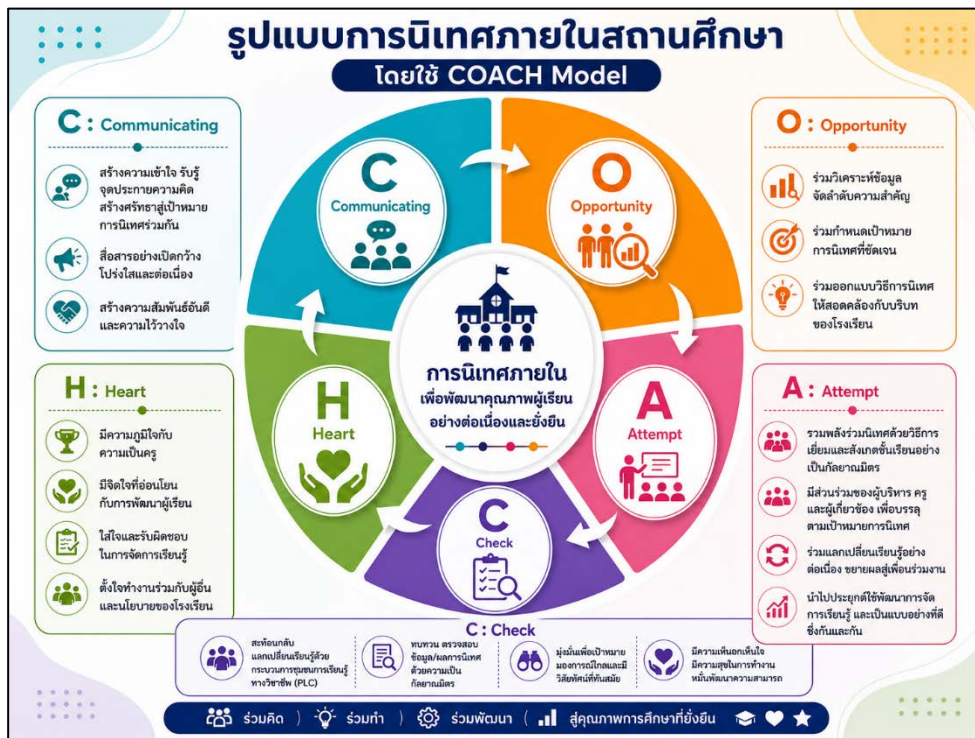 รูปแบบการนิเทศภายในสถานศึกษา
โดยใช้ COACH Model
C : Communicating
สร้างความเข้าใจ รับรู้
จุดประกายความคิด
สร้างศรัทธาสู่เป้าหมาย
การนิเทศร่วมกัน
สื่อสารอย่างเปิดกว้าง
โปร่งใสและต่อเนื่อง
สร้างความสัมพันธ์อันดี
และความไว้วางใจ
O : Opportunity
ร่วมวิเคราะห์ข้อมูล
จัดลำดับความสำคัญ
ร่วมกำหนดเป้าหมาย
การนิเทศที่ชัดเจน
ร่วมออกแบบวิธีการนิเทศ
ให้สอดคล้องกับบริบท
ของโรงเรียน
C
Communicating
O
Opportunity
H
Heart
A
Attempt
C
Check
การนิเทศภายใน
เพื่อพัฒนาคุณภาพผู้เรียน
อย่างต่อเนื่องและยั่งยืน
H : Heart
มีความภูมิใจกับ
ความเป็นครู
มีจิตใจที่อ่อนโยน
กับการพัฒนาผู้เรียน
ใส่ใจและรับผิดชอบ
ในการจัดการเรียนรู้
ตั้งใจทำงานร่วมกับผู้อื่น
และนโยบายของโรงเรียน
A : Attempt
รวมพลังร่วมนิเทศด้วยวิธีการ
เยี่ยมและสังเกตชั้นเรียนอย่าง
เป็นกัลยาณมิตร
มีส่วนร่วมของผู้บริหาร ครู
และผู้เกี่ยวข้อง เพื่อบรรลุ
ตามเป้าหมายการนิเทศ
ร่วมแลกเปลี่ยนเรียนรู้อย่าง
ต่อเนื่อง ขยายผลสู่เพื่อนร่วมงาน
นำไปประยุกต์ใช้พัฒนาการจัด
การเรียนรู้ และเป็นแบบอย่างที่ดี
ซึ่งกันและกัน
C : Check
สะท้อนกลับ
แลกเปลี่ยนเรียนรู้ด้วย
กระบวนการชุมชนการเรียนรู้
ทางวิชาชีพ (PLC)
ทบทวน ตรวจสอบ
ข้อมูล/ผลการนิเทศ
ด้วยความเป็น
กัลยาณมิตร
มุ่งมั่นเพื่อเป้าหมาย
มองการณ์ไกลและมี
วิสัยทัศน์ที่ทันสมัย
มีความเห็นอกเห็นใจ
มีความสุขในการทำงาน
หมั่นพัฒนาความสามารถ
ร่วมคิด ) ร่วมทำ ) ร่วมพัฒนา ( สู่คุณภาพการศึกษาที่ยั่งยืน